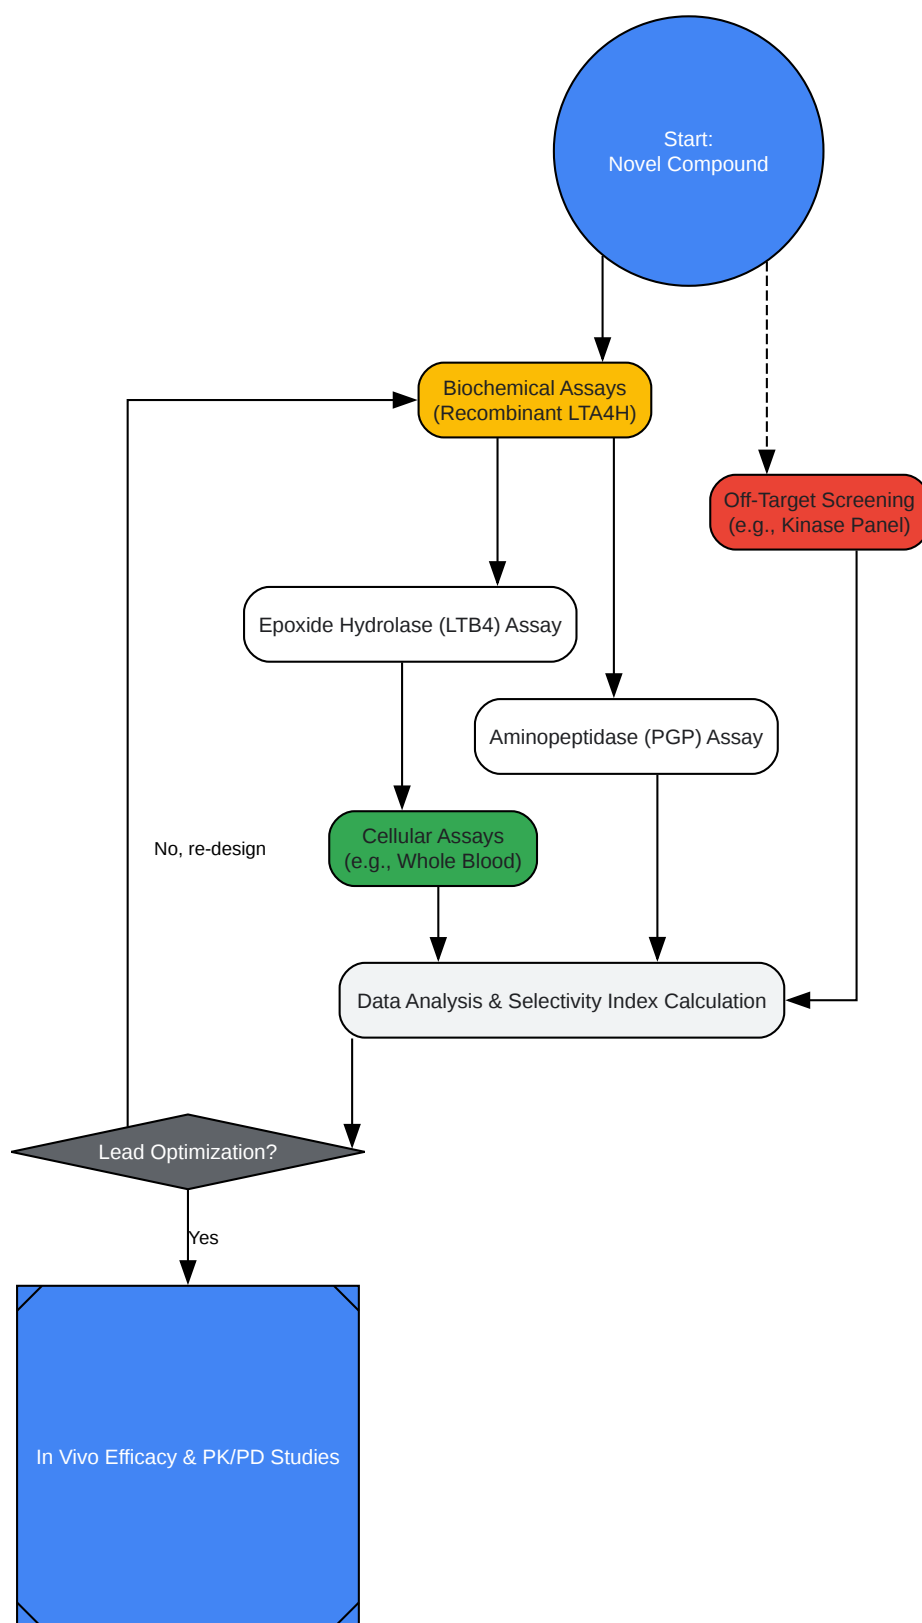 Start:
Novel Compound
Biochemical Assays
(Recombinant LTA4H)
Off-Target Screening
(e.g., Kinase Panel)
Epoxide Hydrolase (LTB4) Assay
Aminopeptidase (PGP) Assay
Cellular Assays
(e.g., Whole Blood)
No, re-design
Data Analysis & Selectivity Index Calculation
Lead Optimization?
Yes
In Vivo Efficacy & PK/PD Studies